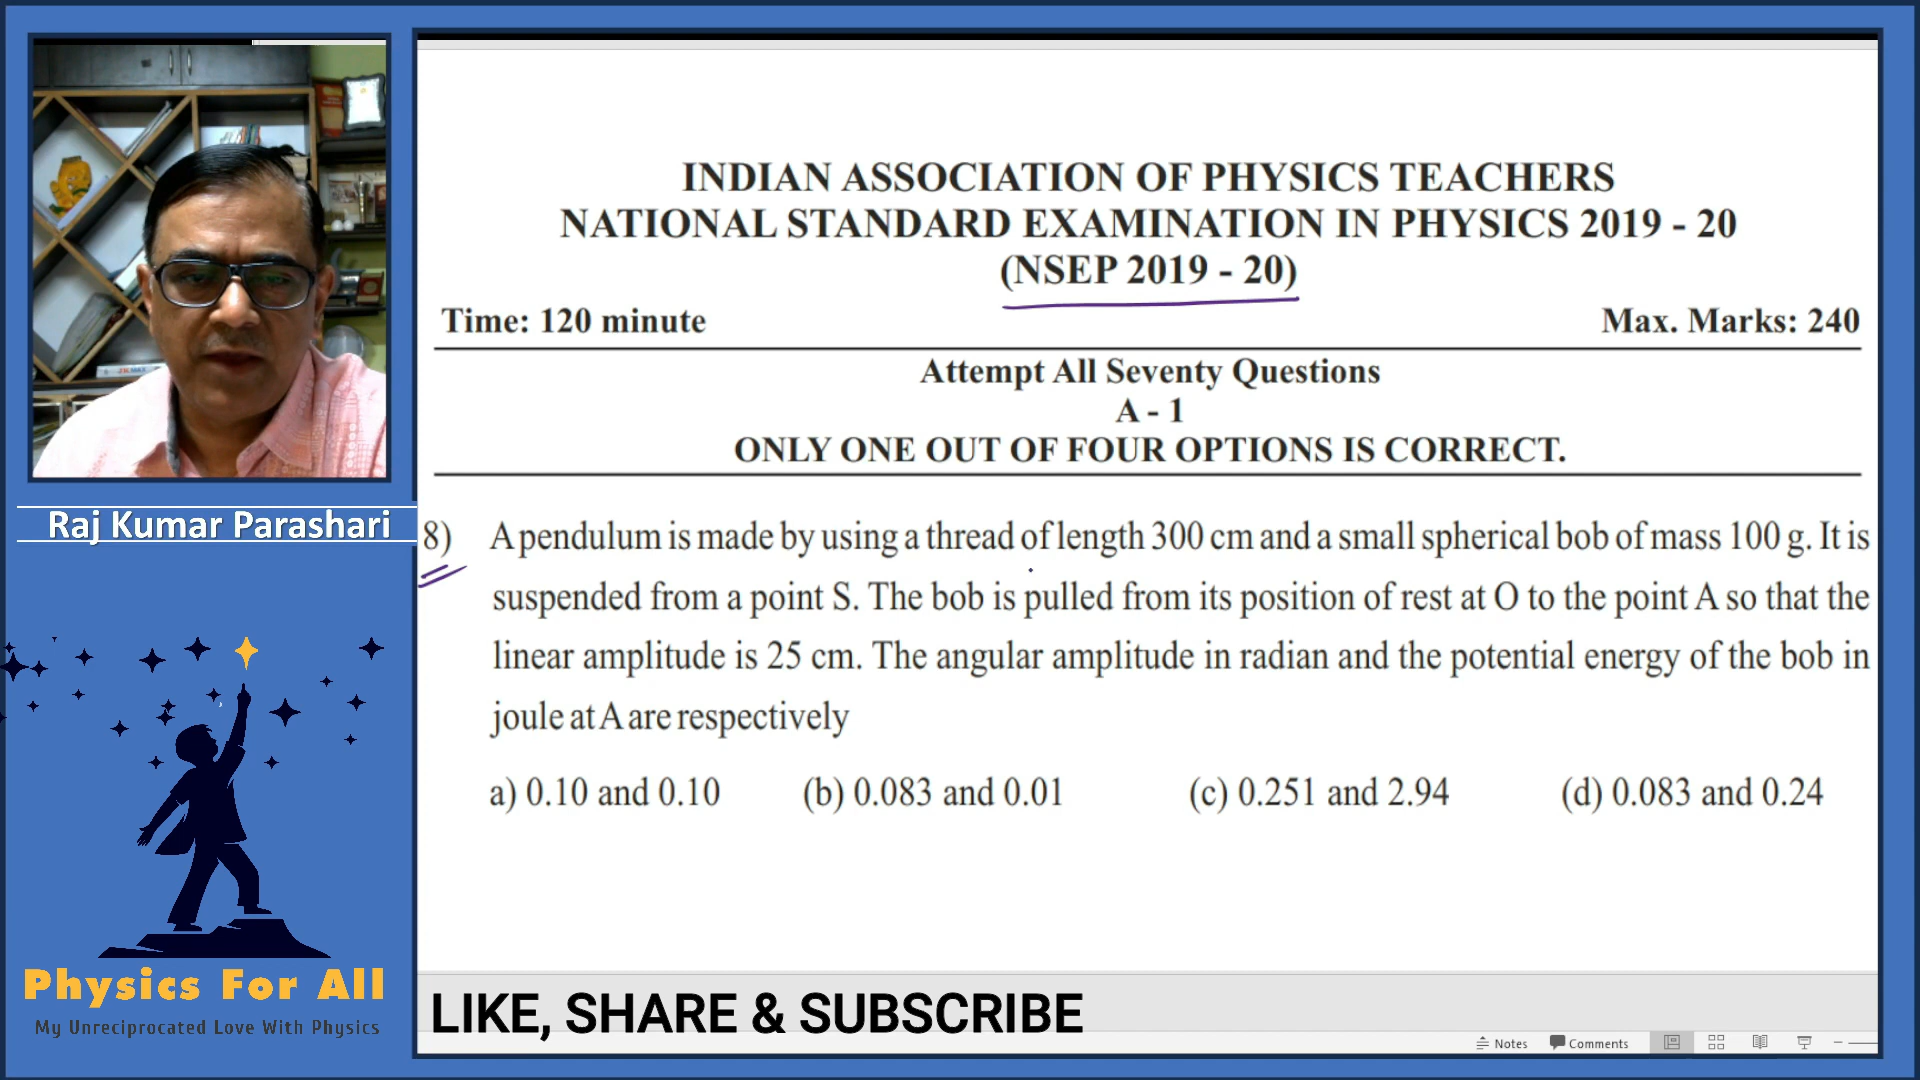 INDIAN ASSOCIATION OF PHYSICS TEACHERS
NATIONAL STANDARD EXAMINATION IN PHYSICS 2019 - 20
(NSEP 2019 - 20)
Time: 120 minute Max. Marks: 240
Attempt All Seventy Questions
A - 1
ONLY ONE OUT OF FOUR OPTIONS IS CORRECT.
Raj Kumar Parashari
8) A pendulum is made by using a thread of length 300 cm and a small spherical bob of mass 100 g. It is
suspended from a point S. The bob is pulled from its position of rest at O to the point A so that the
linear amplitude is 25 cm. The angular amplitude in radian and the potential energy of the bob in
joule at A are respectively
a) 0.10 and 0.10 (b) 0.083 and 0.01 (c) 0.251 and 2.94 (d) 0.083 and 0.24
Physics For All
My Unreciprocated Love With Physics
LIKE, SHARE & SUBSCRIBE
Notes Comments